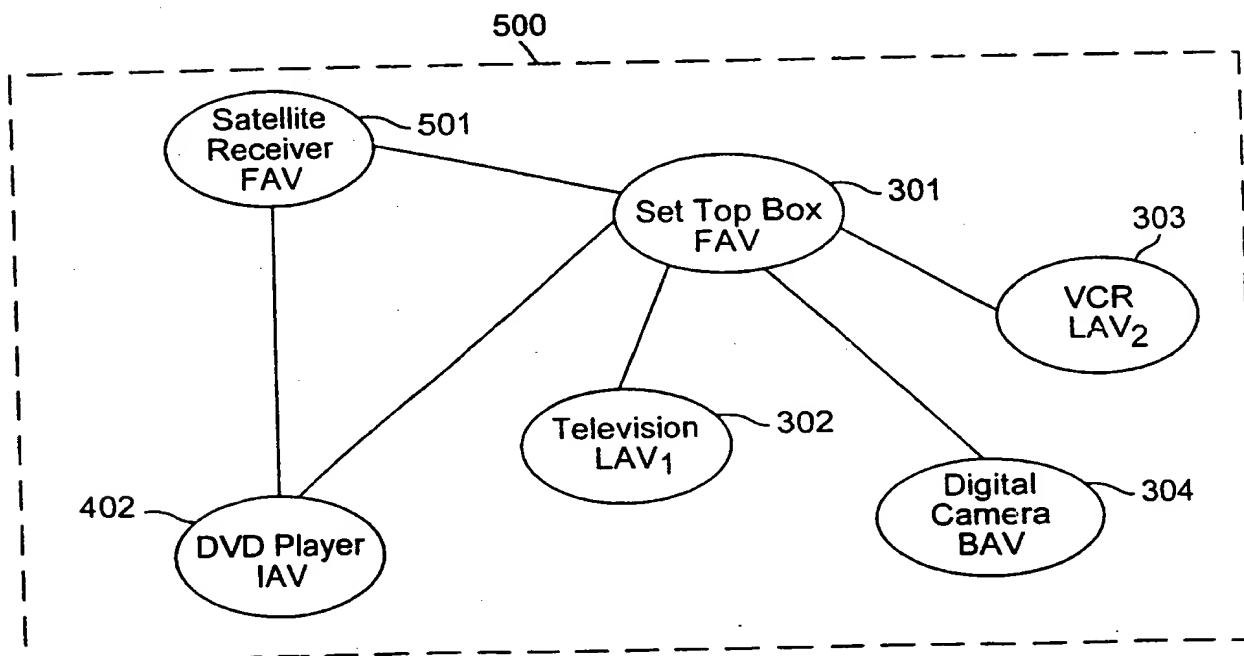 500
Satellite
Receiver
FAV
501
Set Top Box
FAV
301
303
VCR
LAV2
Television
LAV1
302
Digital
Camera
BAV
304
402
DVD Player
IAV